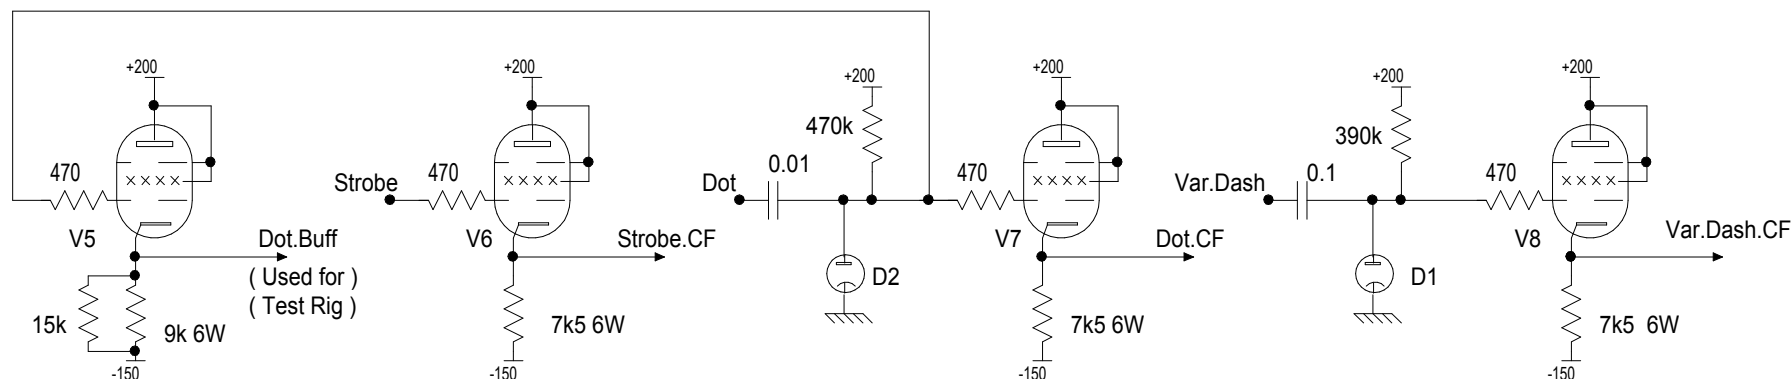 +200
470
V5
Dot.Buff
( Used for )
( Test Rig )
15k
9k 6W
-150
+200
Strobe
470
V6
Strobe.CF
7k5 6W
-150
+200
470k
0.01
Dot
D2
+200
470
V7
Dot.CF
7k5 6W
-150
+200
390k
Var.Dash
0.1
D1
+200
470
V8
Var.Dash.CF
7k5 6W
-150